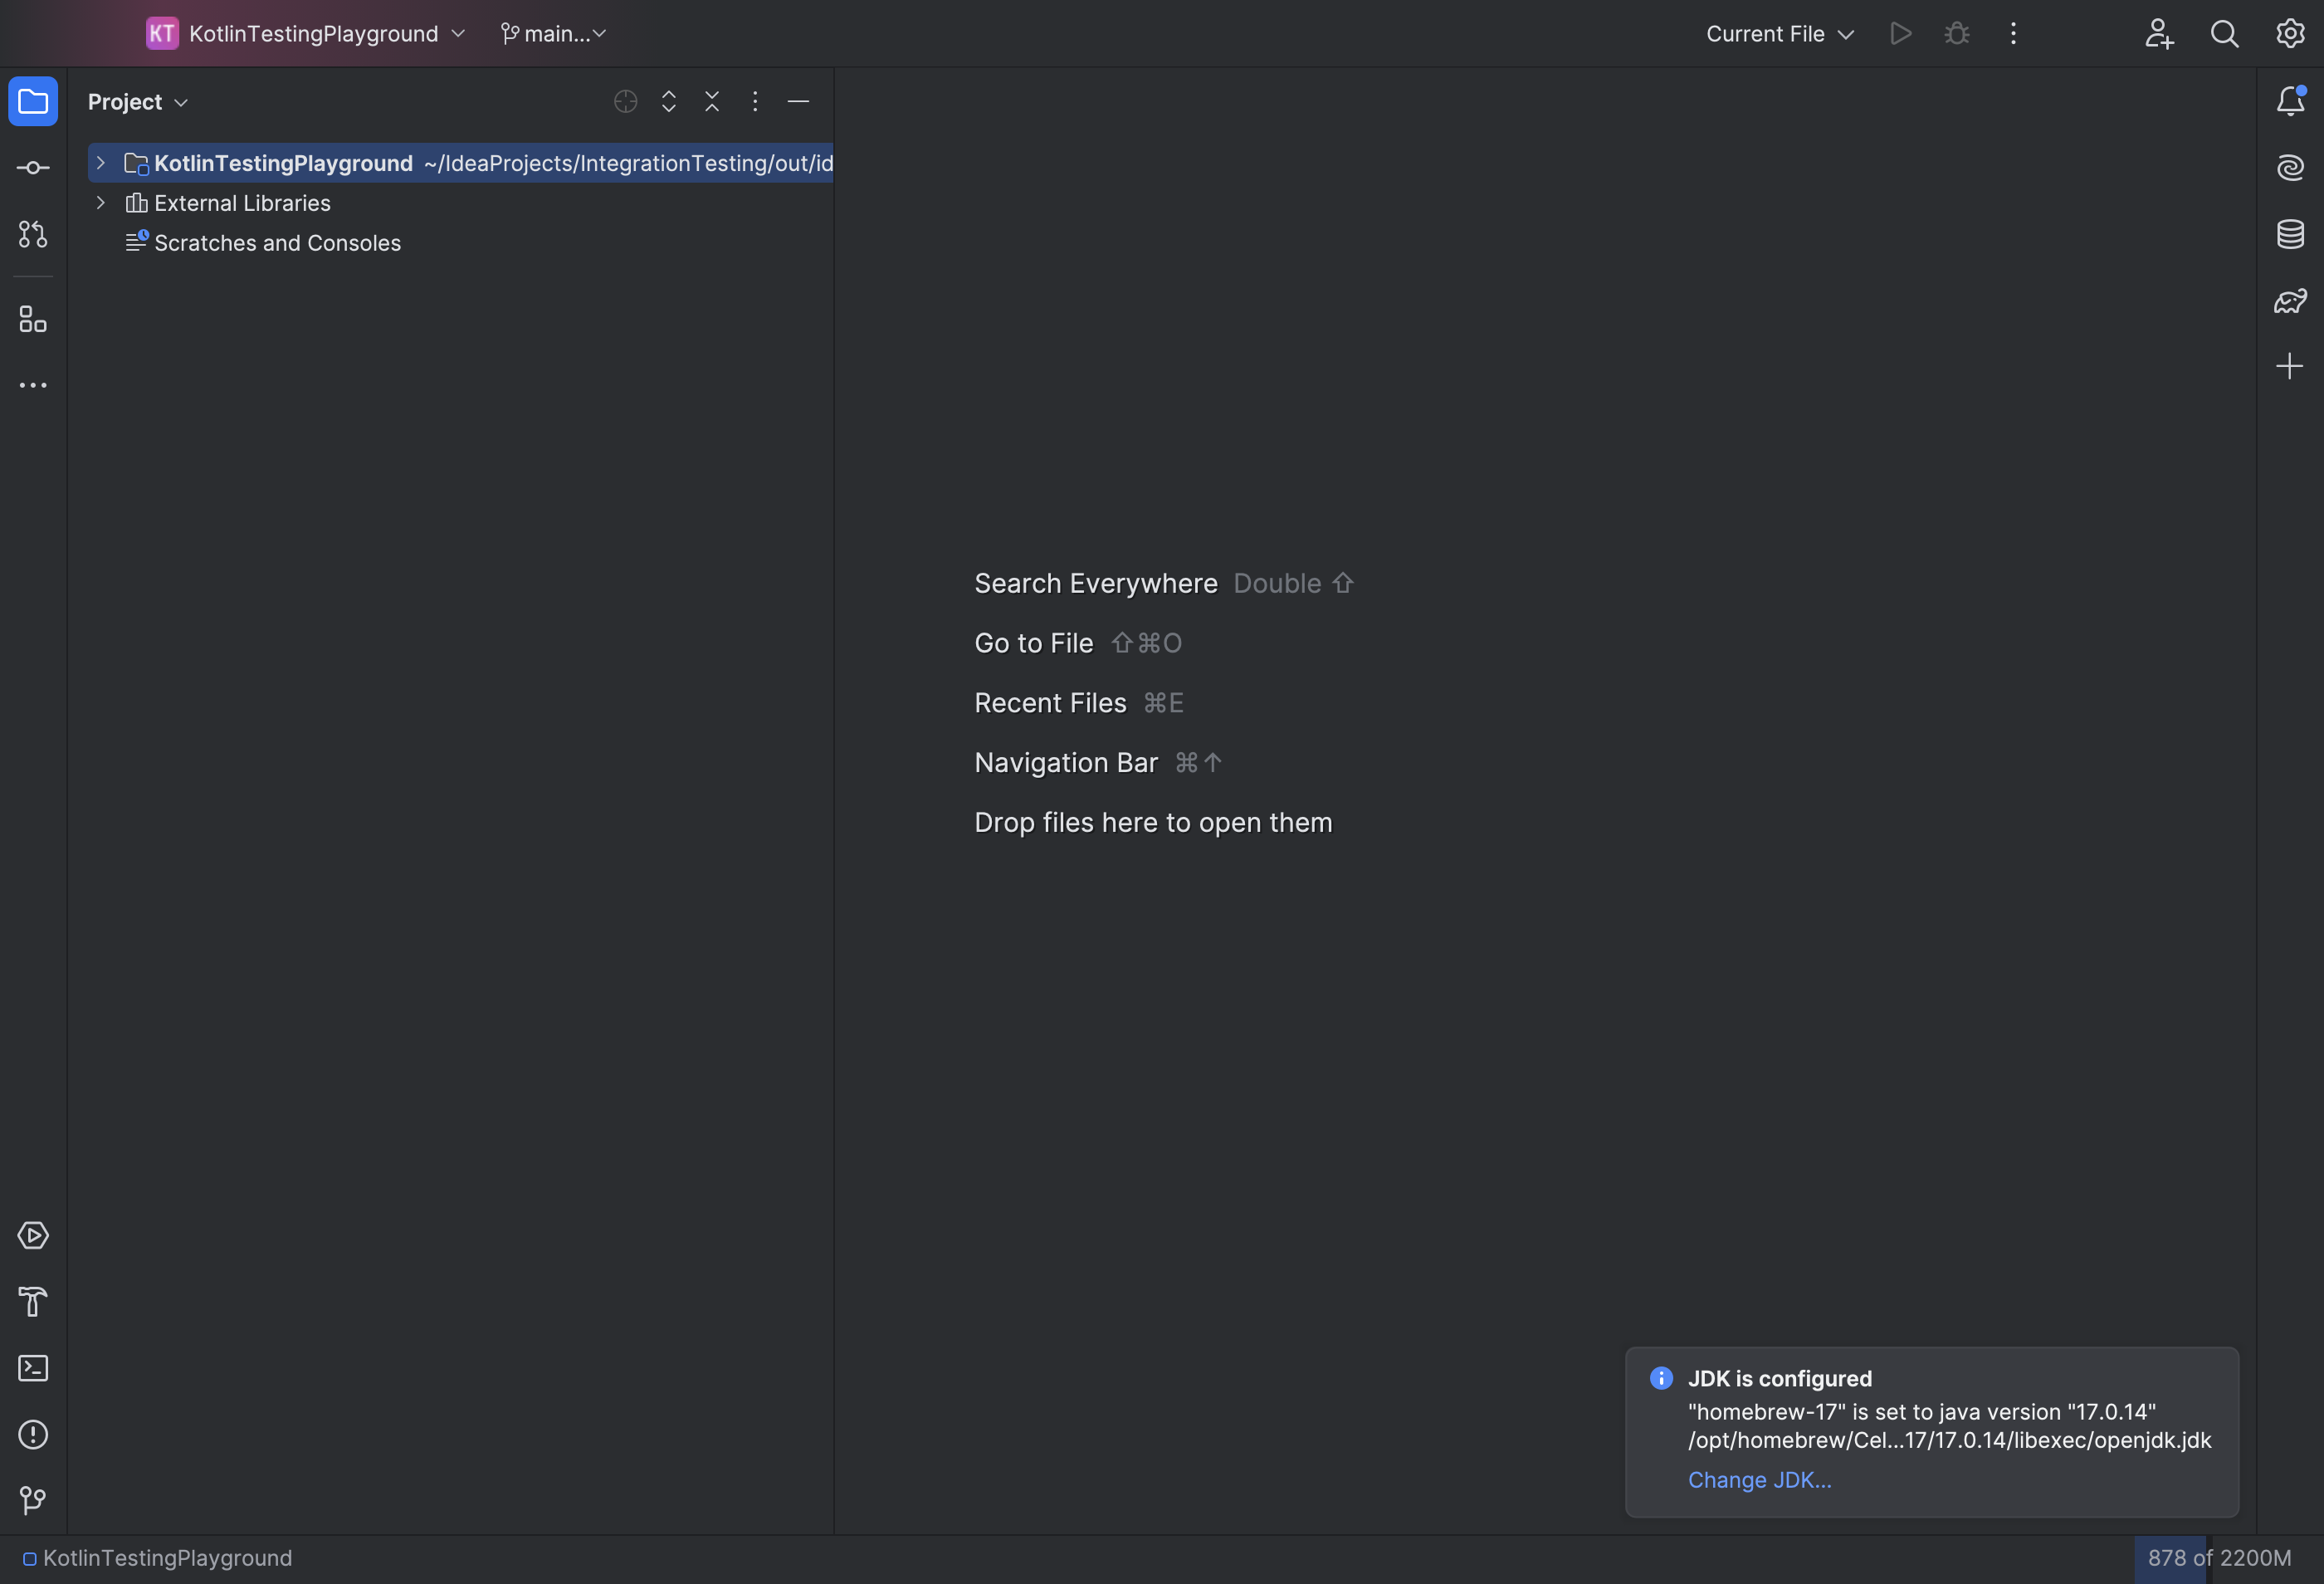 KT KotlinTestingPlayground main... Current File
Project
KotlinTestingPlayground ~/IdeaProjects/IntegrationTesting/out/id
External Libraries
Scratches and Consoles
Search Everywhere Double ⇧
Go to File ⇧⌘O
Recent Files ⌘E
Navigation Bar ⌘↑
Drop files here to open them
JDK is configured
"homebrew-17" is set to java version "17.0.14"
/opt/homebrew/Cel...17/17.0.14/libexec/openjdk.jdk
Change JDK...
KotlinTestingPlayground 878 of 2200M